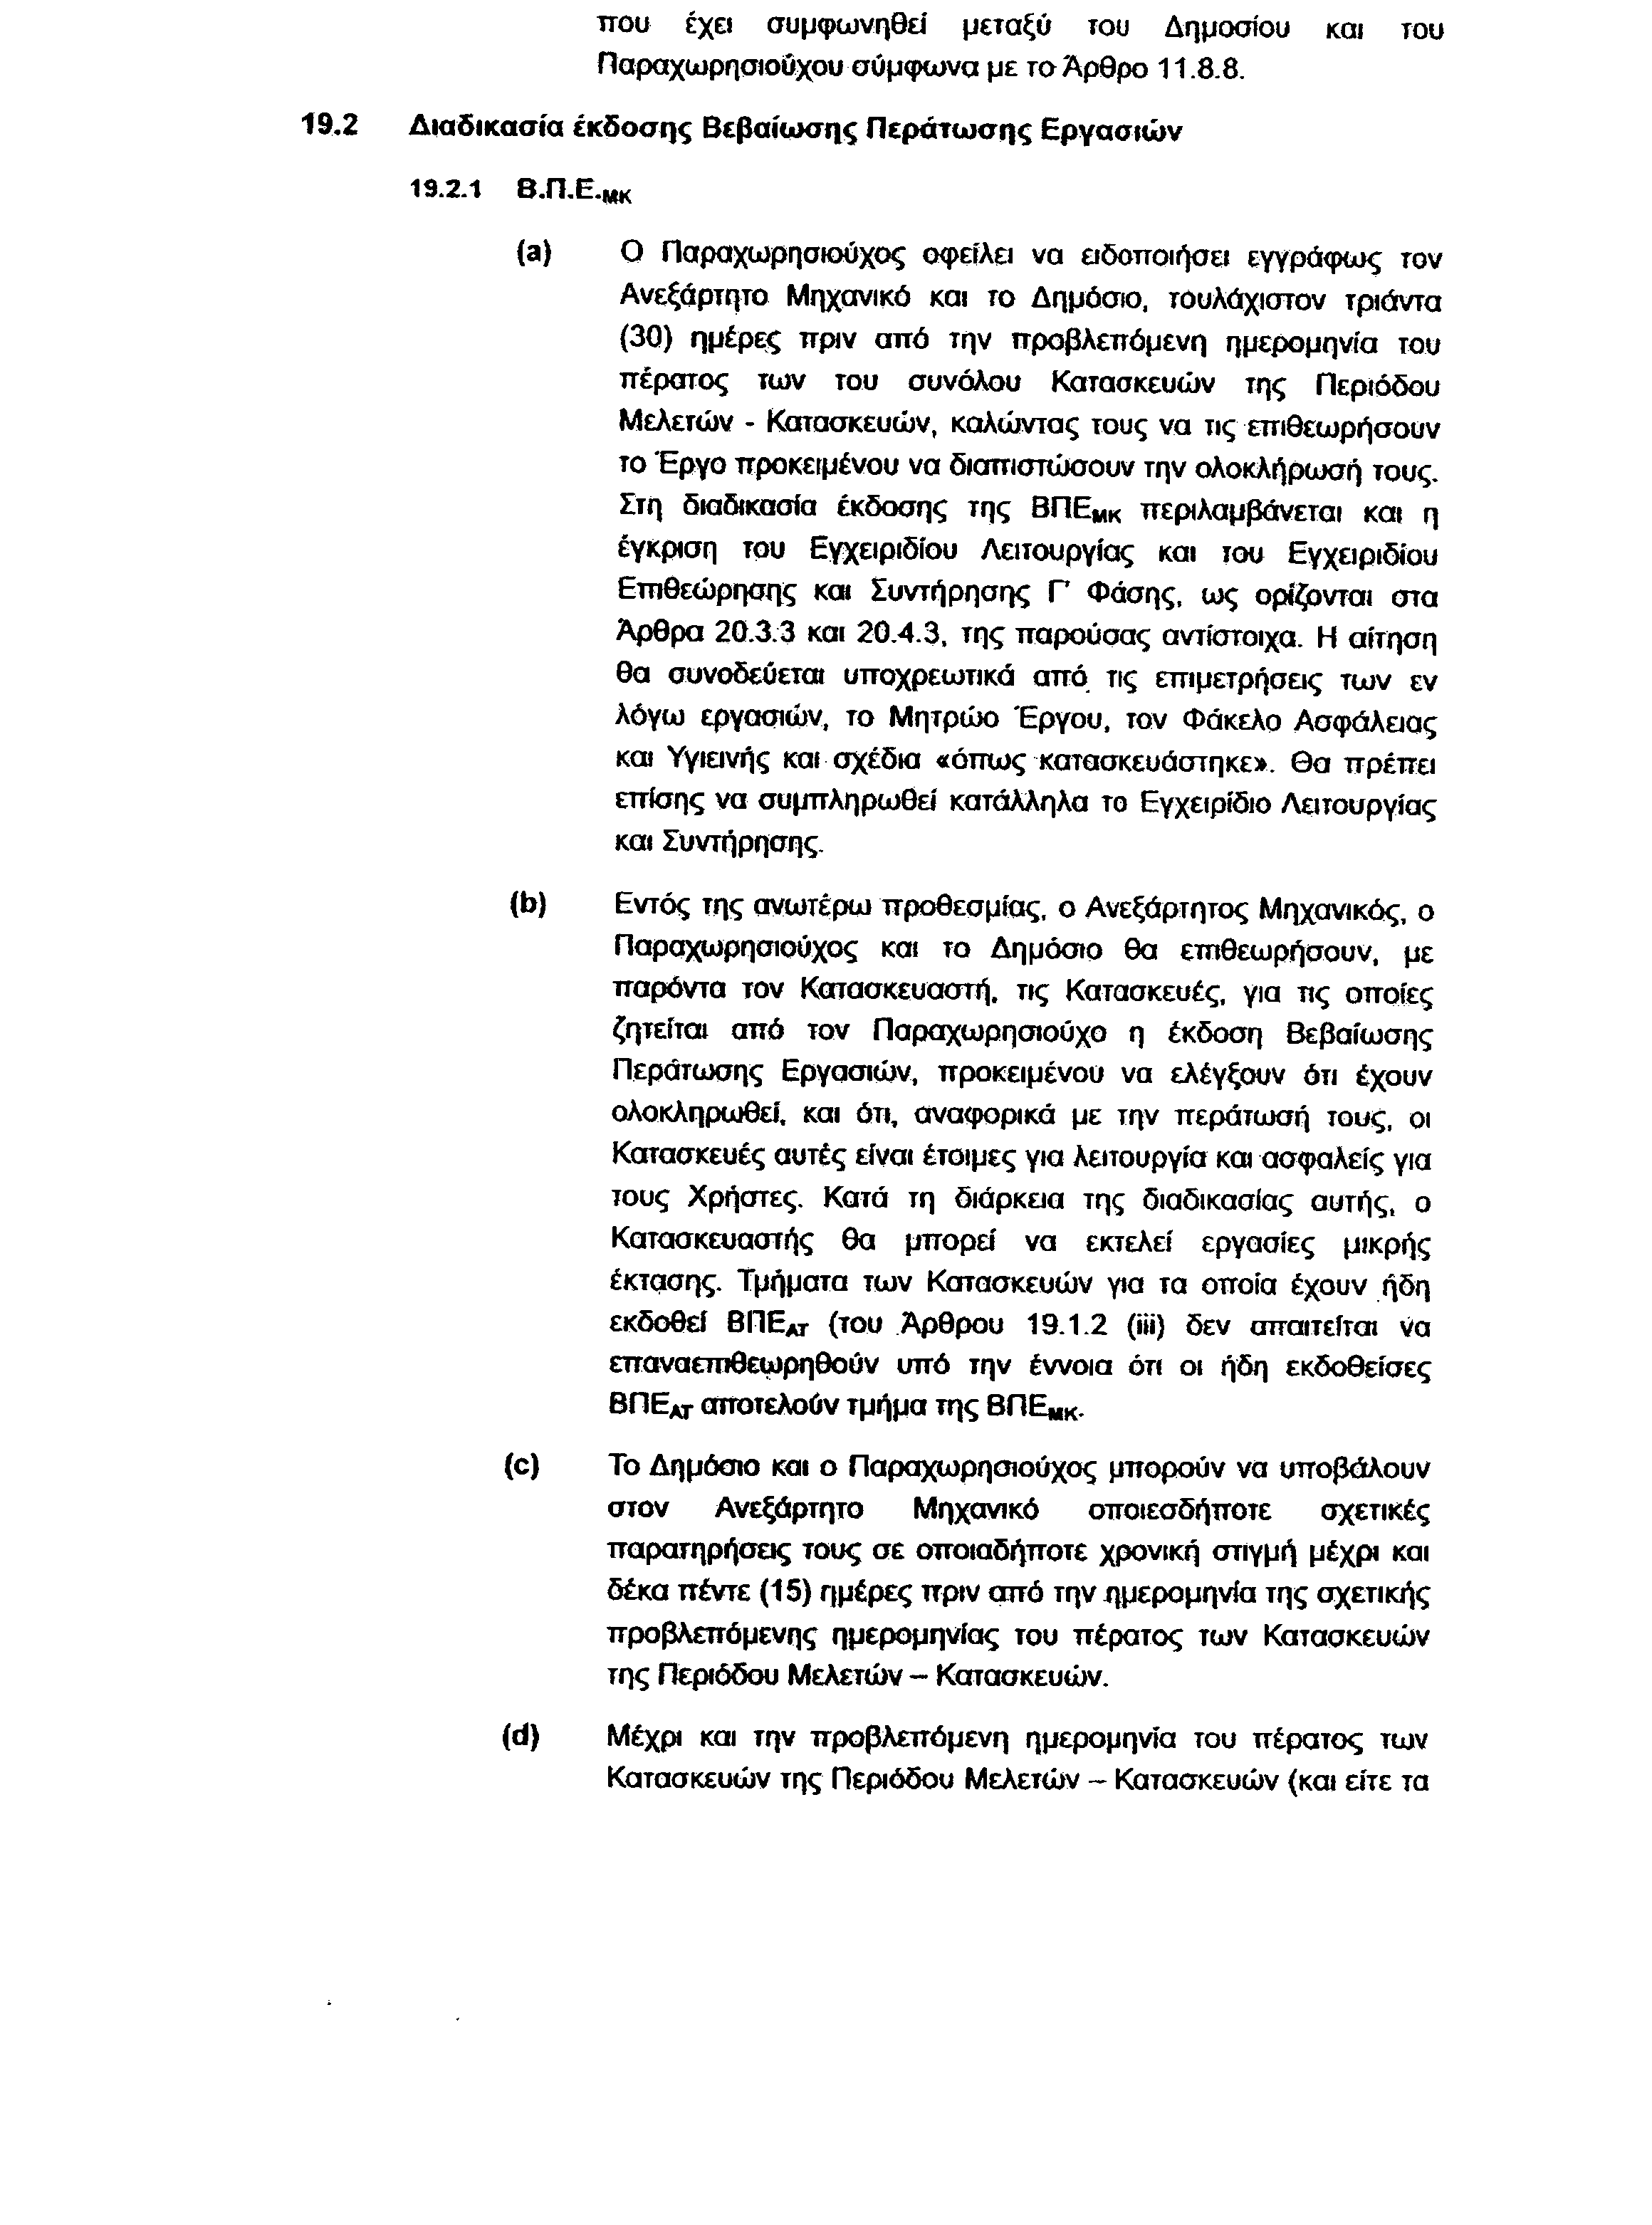 που έχει συμφωνηθεί μεταξύ του Δημοσίου και του
Παραχωρησιούχου σύμφωνα με το Άρθρο 11.8.8.
19.2 Διαδικασία έκδοσης Βεβαίωσης Περάτωσης Εργασιών
19.2.1 Β.Π.Ε.ΜΚ
(a) Ο Παραχωρησιούχος οφείλει να ειδοποιήσει εγγράφως τον
Ανεξάρτητο Μηχανικό και το Δημόσιο, τουλάχιστον τριάντα
(30) ημέρες πριν από την προβλεπόμενη ημερομηνία του
πέρατος των του συνόλου Κατασκευών της Περιόδου
Μελετών - Κατασκευών, καλώντας τους να τις επιθεωρήσουν
το Έργο προκειμένου να διαπιστώσουν την ολοκλήρωσή τους.
Στη διαδικασία έκδοσης της ΒΠΕΜΚ περιλαμβάνεται και η
έγκριση του Εγχειριδίου Λειτουργίας και του Εγχειριδίου
Επιθεώρησης και Συντήρησης Γ' Φάσης, ως ορίζονται στα
Άρθρα 20.3.3 και 20.4.3, της παρούσας αντίστοιχα. Η αίτηση
θα συνοδεύεται υποχρεωτικά από τις επιμετρήσεις των εν
λόγω εργασιών, το Μητρώο Έργου, τον Φάκελο Ασφάλειας
και Υγιεινής και σχέδια «όπως κατασκευάστηκε». Θα πρέπει
επίσης να συμπληρωθεί κατάλληλα το Εγχειρίδιο Λειτουργίας
και Συντήρησης.
(b) Εντός της ανωτέρω προθεσμίας, ο Ανεξάρτητος Μηχανικός, ο
Παραχωρησιούχος και το Δημόσιο θα επιθεωρήσουν, με
παρόντα τον Κατασκευαστή, τις Κατασκευές, για τις οποίες
ζητείται από τον Παραχωρησιούχο η έκδοση Βεβαίωσης
Περάτωσης Εργασιών, προκειμένου να ελέγξουν ότι έχουν
ολοκληρωθεί, και ότι, αναφορικά με την περάτωσή τους, οι
Κατασκευές αυτές είναι έτοιμες για λειτουργία και ασφαλείς για
τους Χρήστες. Κατά τη διάρκεια της διαδικασίας αυτής, ο
Κατασκευαστής θα μπορεί να εκτελεί εργασίες μικρής
έκτασης. Τμήματα των Κατασκευών για τα οποία έχουν ήδη
εκδοθεί ΒΠΕΑΤ (του Άρθρου 19.1.2 (iii) δεν απαιτείται να
επαναεπιθεωρηθούν υπό την έννοια ότι οι ήδη εκδοθείσες
ΒΠΕΑΤ αποτελούν τμήμα της ΒΠΕΜΚ.
(c) Το Δημόσιο και ο Παραχωρησιούχος μπορούν να υποβάλουν
στον Ανεξάρτητο Μηχανικό οποιεσδήποτε σχετικές
παρατηρήσεις τους σε οποιαδήποτε χρονική στιγμή μέχρι και
δέκα πέντε (15) ημέρες πριν από την ημερομηνία της σχετικής
προβλεπόμενης ημερομηνίας του πέρατος των Κατασκευών
της Περιόδου Μελετών – Κατασκευών.
(d) Μέχρι και την προβλεπόμενη ημερομηνία του πέρατος των
Κατασκευών της Περιόδου Μελετών – Κατασκευών (και είτε τα